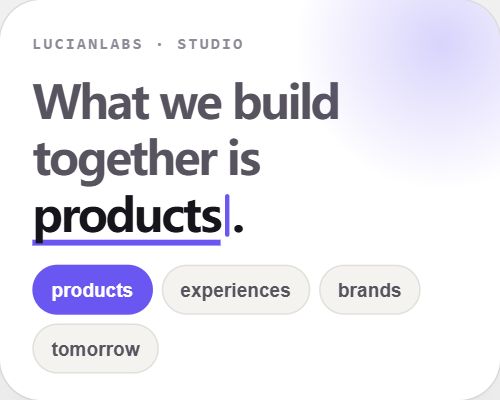 LUCIANLABS · STUDIO
What we build
together is
products.
products experiences brands
tomorrow